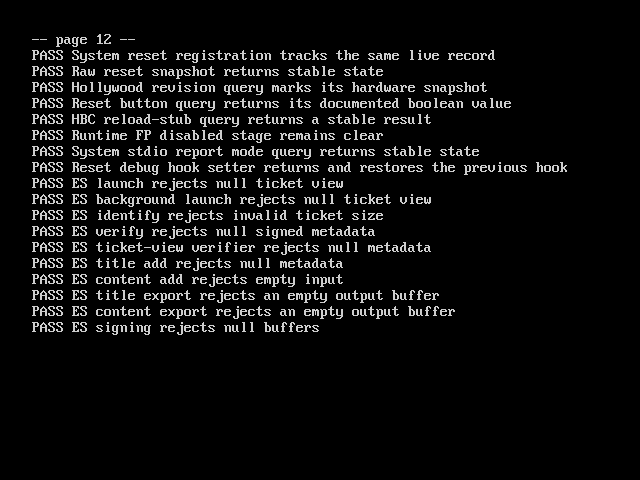 -- page 12 --
PASS System reset registration tracks the same live record
PASS Raw reset snapshot returns stable state
PASS Hollywood revision query marks its hardware snapshot
PASS Reset button query returns its documented boolean value
PASS HBC reload-stub query returns a stable result
PASS Runtime FP disabled stage remains clear
PASS System stdio report mode query returns stable state
PASS Reset debug hook setter returns and restores the previous hook
PASS ES launch rejects null ticket view
PASS ES background launch rejects null ticket view
PASS ES identify rejects invalid ticket size
PASS ES verify rejects null signed metadata
PASS ES ticket-view verifier rejects null metadata
PASS ES title add rejects null metadata
PASS ES content add rejects empty input
PASS ES title export rejects an empty output buffer
PASS ES content export rejects an empty output buffer
PASS ES signing rejects null buffers